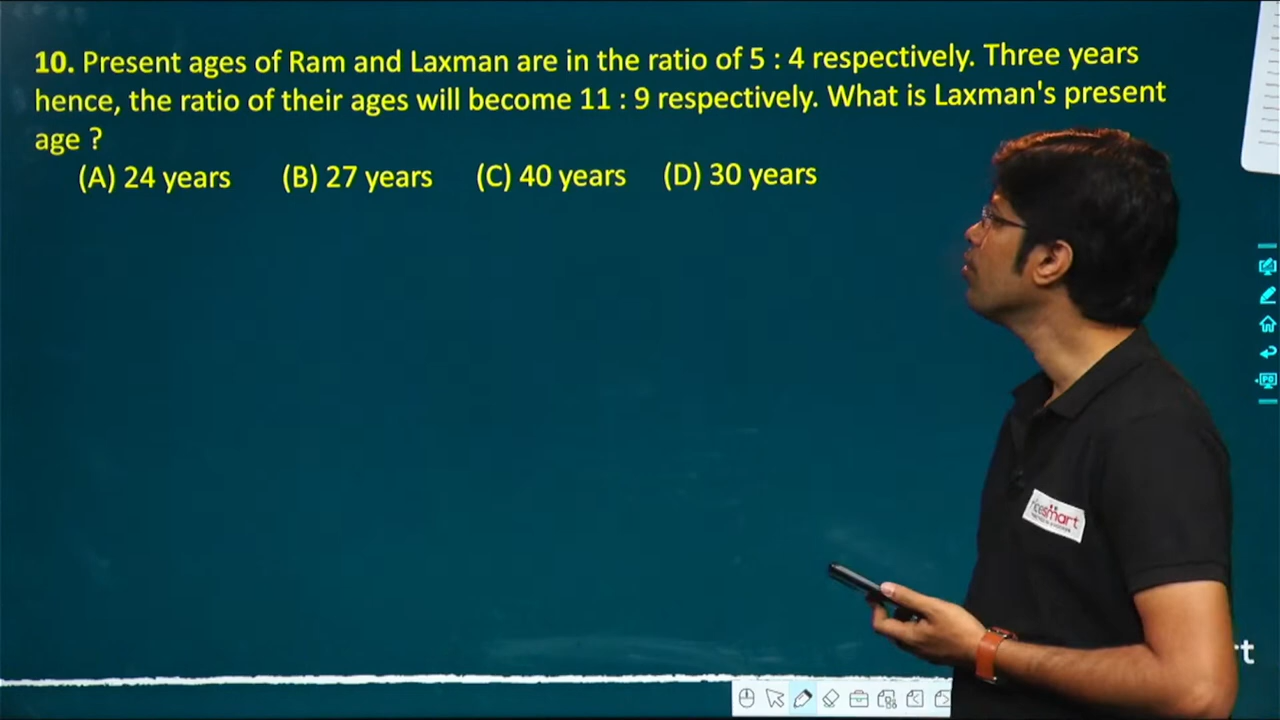 10. Present ages of Ram and Laxman are in the ratio of 5 : 4 respectively. Three years
hence, the ratio of their ages will become 11 : 9 respectively. What is Laxman's present
age ?
(A) 24 years (B) 27 years (C) 40 years (D) 30 years
ricesmart